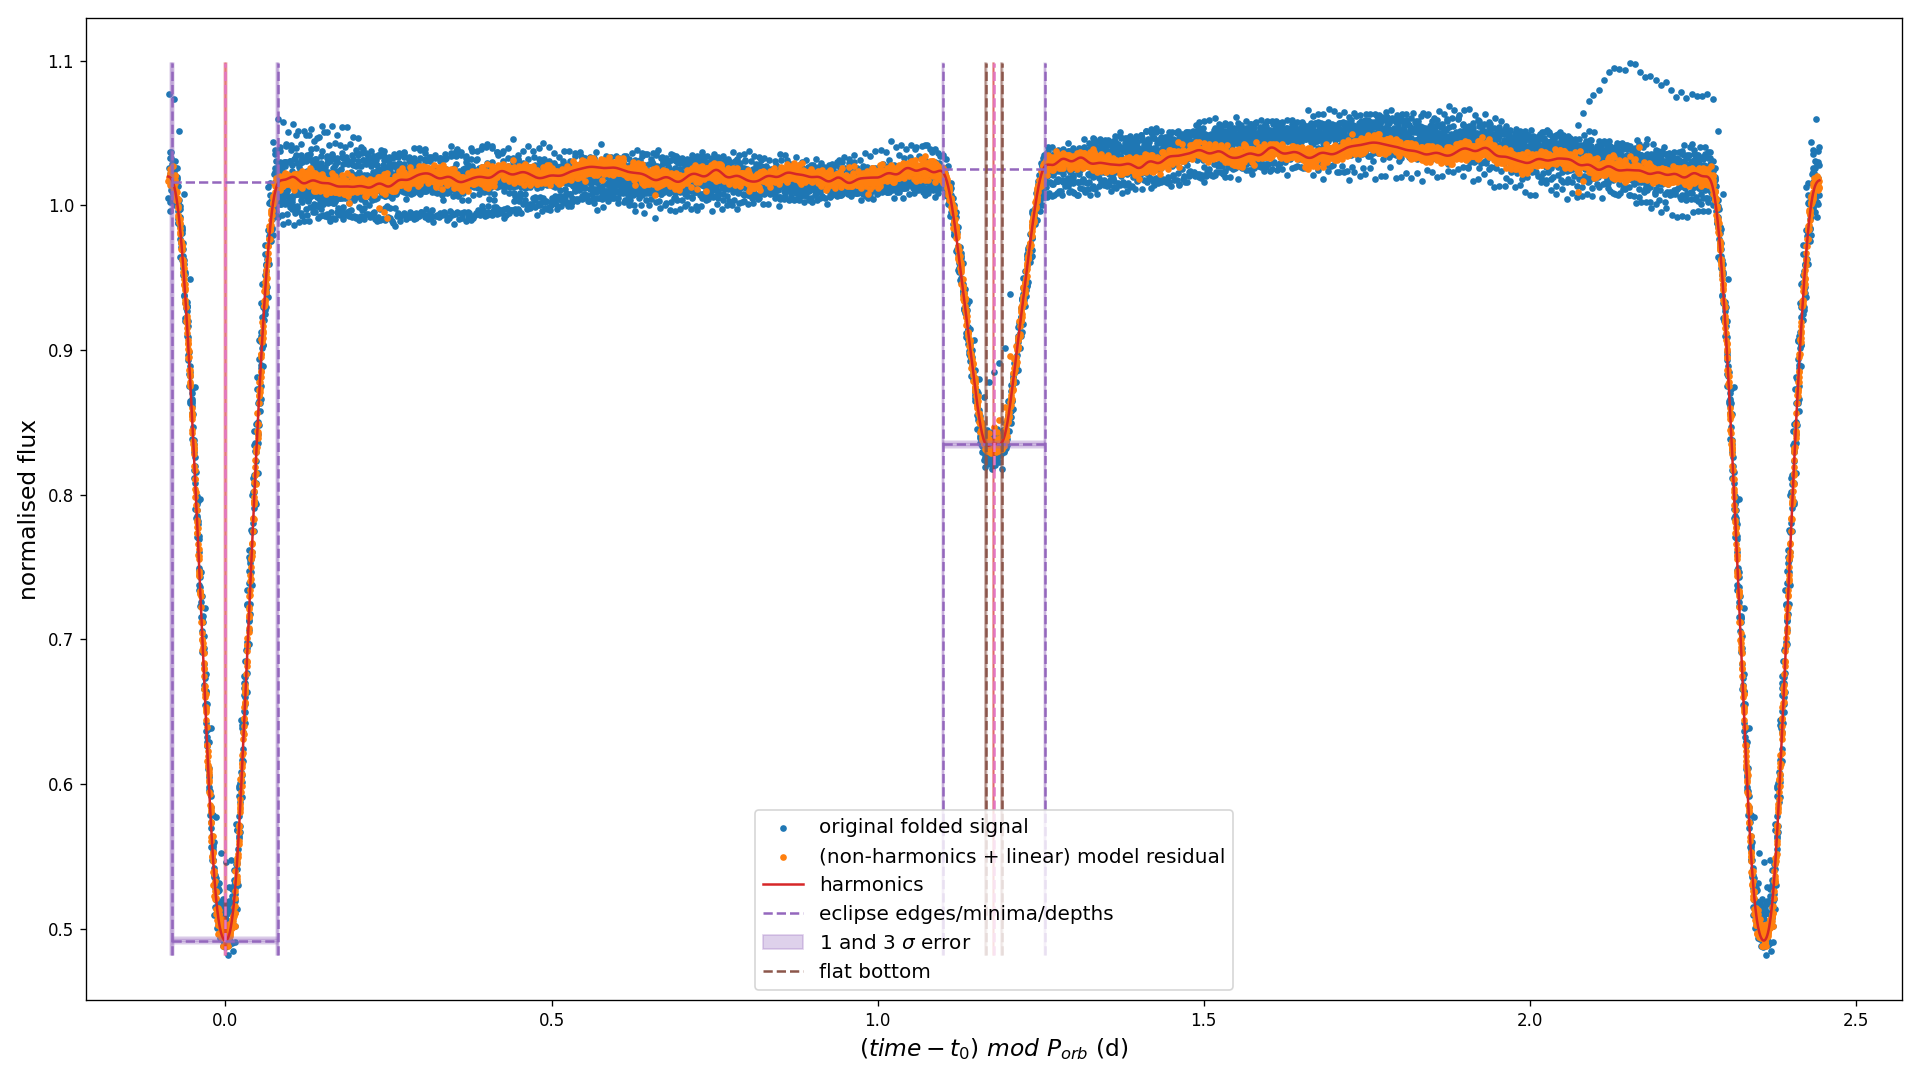 1.1
1.0
0.9
0.8
0.7
0.6
0.5
normalised flux
original folded signal
(non-harmonics + linear) model residual
harmonics
eclipse edges/minima/depths
1 and 3 σ error
flat bottom
0.0 0.5 1.0 1.5 2.0 2.5
(time − t₀) mod Pₒᵣb (d)